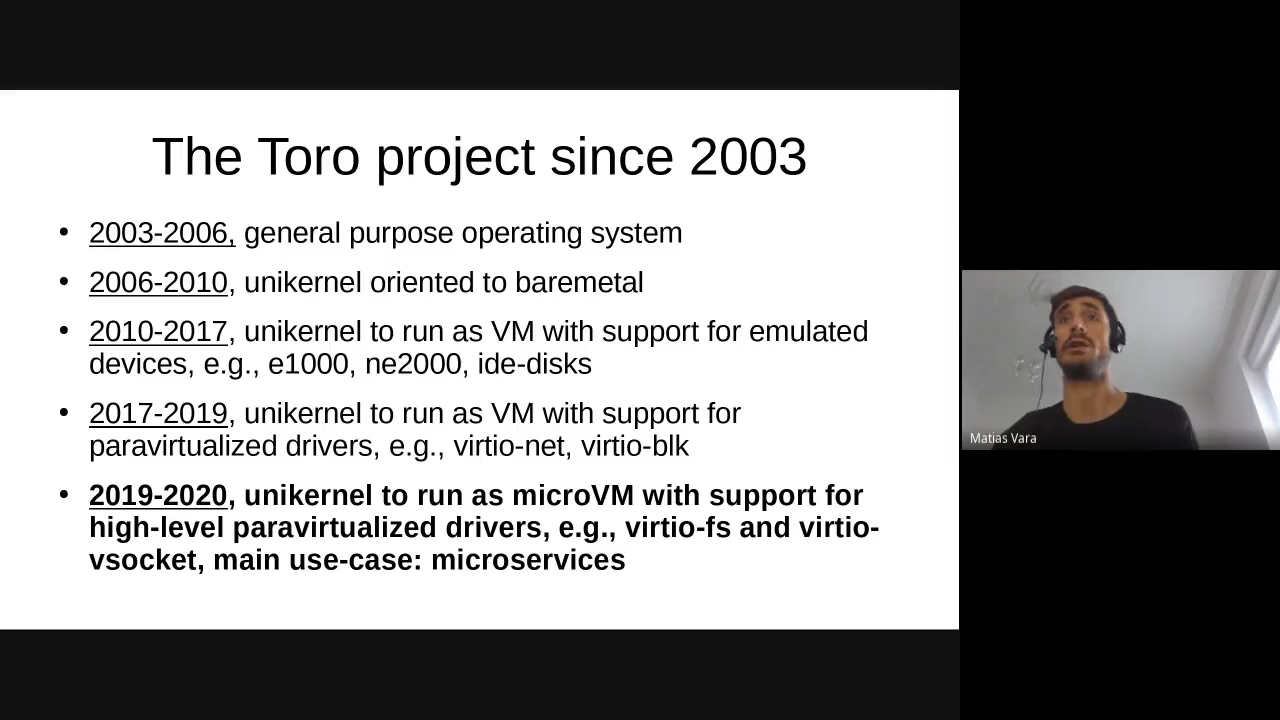 The Toro project since 2003
• 2003-2006, general purpose operating system
• 2006-2010, unikernel oriented to baremetal
• 2010-2017, unikernel to run as VM with support for emulated
devices, e.g., e1000, ne2000, ide-disks
• 2017-2019, unikernel to run as VM with support for
paravirtualized drivers, e.g., virtio-net, virtio-blk
• 2019-2020, unikernel to run as microVM with support for
high-level paravirtualized drivers, e.g., virtio-fs and virtio-
vsocket, main use-case: microservices
Matias Vara